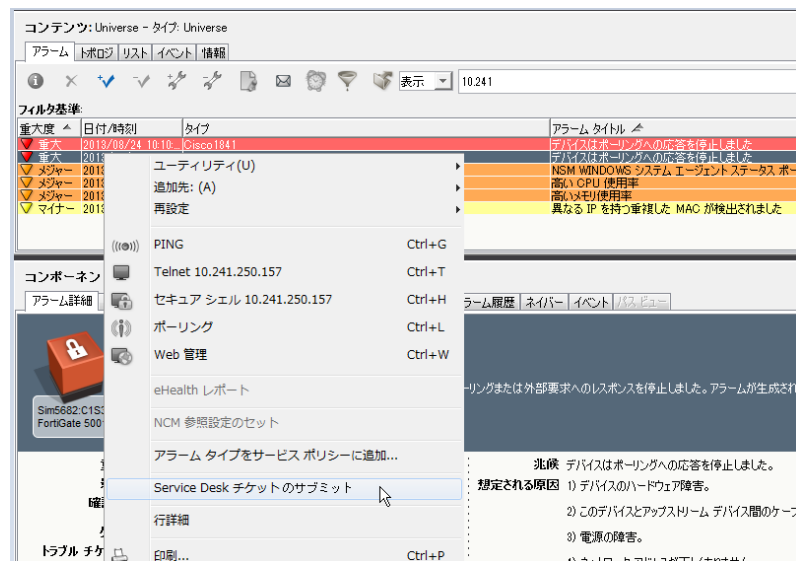 コンテンツ: Universe - タイプ: Universe
アラーム トポロジ リスト イベント 情報
表示 10.241
フィルタ基準:
重大度 日付/時刻 タイプ アラーム タイトル
重大 2013/08/24 10:10:... Cisco1841 デバイスはポーリングへの応答を停止しました
重大 2013 デバイスはポーリングへの応答を停止しました
メジャー 2013 NSM WINDOWS システム エージェント ステータス ポー
メジャー 2013 高い CPU 使用率
メジャー 2013 高いメモリ使用率
マイナー 2013 異なる IP を持つ重複した MAC が検出されました
ユーティリティ(U)
追加先: (A)
再設定
PING Ctrl+G
Telnet 10.241.250.157 Ctrl+T
セキュア シェル 10.241.250.157 Ctrl+H
ポーリング Ctrl+L
Web 管理 Ctrl+W
eHealth レポート
NCM 参照設定のセット
アラーム タイプをサービス ポリシーに追加...
Service Desk チケットのサブミット
行詳細
印刷... Ctrl+P
コンポーネン
アラーム詳細 ラーム履歴 ネイバー イベント パス ビュー
ーリングまたは外部要求へのレスポンスを停止しました。アラームが生成され
Sim5682:C1S3
FortiGate 500
兆候 デバイスはポーリングへの応答を停止しました。
想定される原因 1) デバイスのハードウェア障害。
2) このデバイスとアップストリーム デバイス間のケーブ
3) 電源の障害。
確認
トラブル チケ